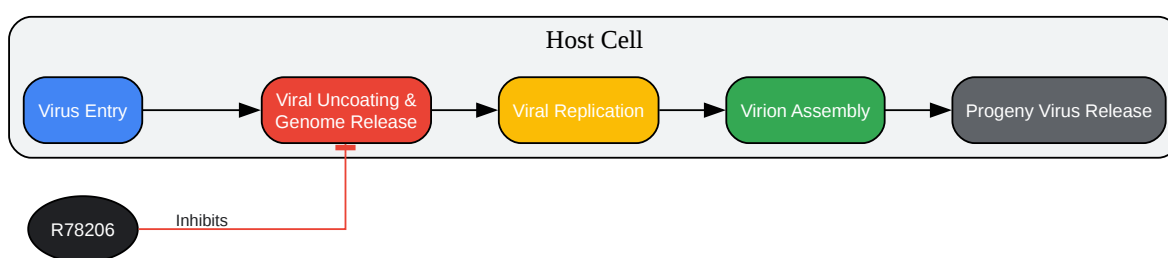 Host Cell
Virus Entry
Viral Uncoating &
Genome Release
Viral Replication
Virion Assembly
Progeny Virus Release
R78206
Inhibits